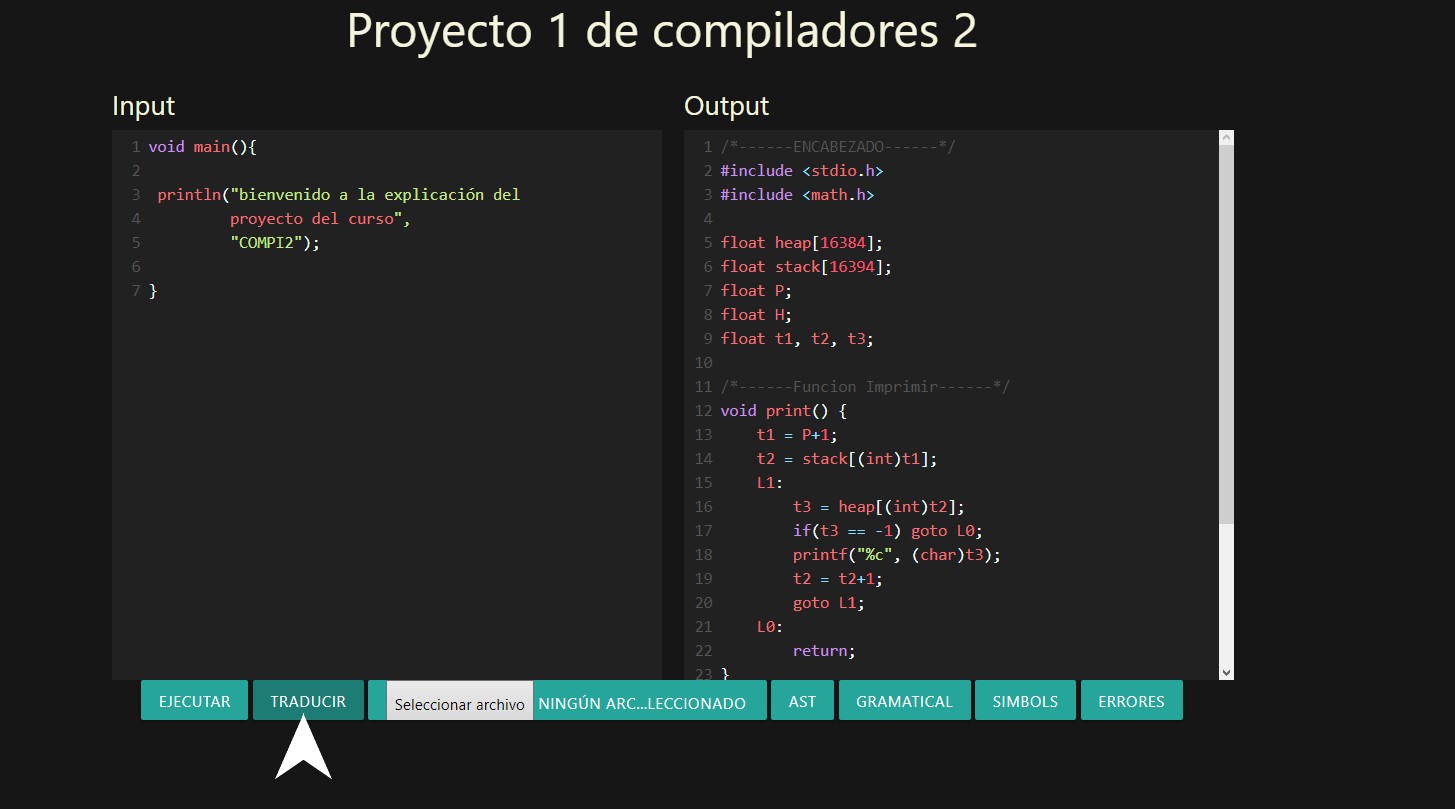 Proyecto 1 de compiladores 2
Input
1 void main(){
2
3 println("bienvenido a la explicación del
4 proyecto del curso",
5 "COMPI2");
6
7 }
Output
1 /*------ENCABEZADO------*/
2 #include <stdio.h>
3 #include <math.h>
4
5 float heap[16384];
6 float stack[16394];
7 float P;
8 float H;
9 float t1, t2, t3;
10
11 /*------Funcion Imprimir------*/
12 void print() {
13 t1 = P+1;
14 t2 = stack[(int)t1];
15 L1:
16 t3 = heap[(int)t2];
17 if(t3 == -1) goto L0;
18 printf("%c", (char)t3);
19 t2 = t2+1;
20 goto L1;
21 L0:
22 return;
23 }
EJECUTAR TRADUCIR Seleccionar archivo NINGÚN ARC...LECCIONADO AST GRAMATICAL SIMBOLS ERRORES